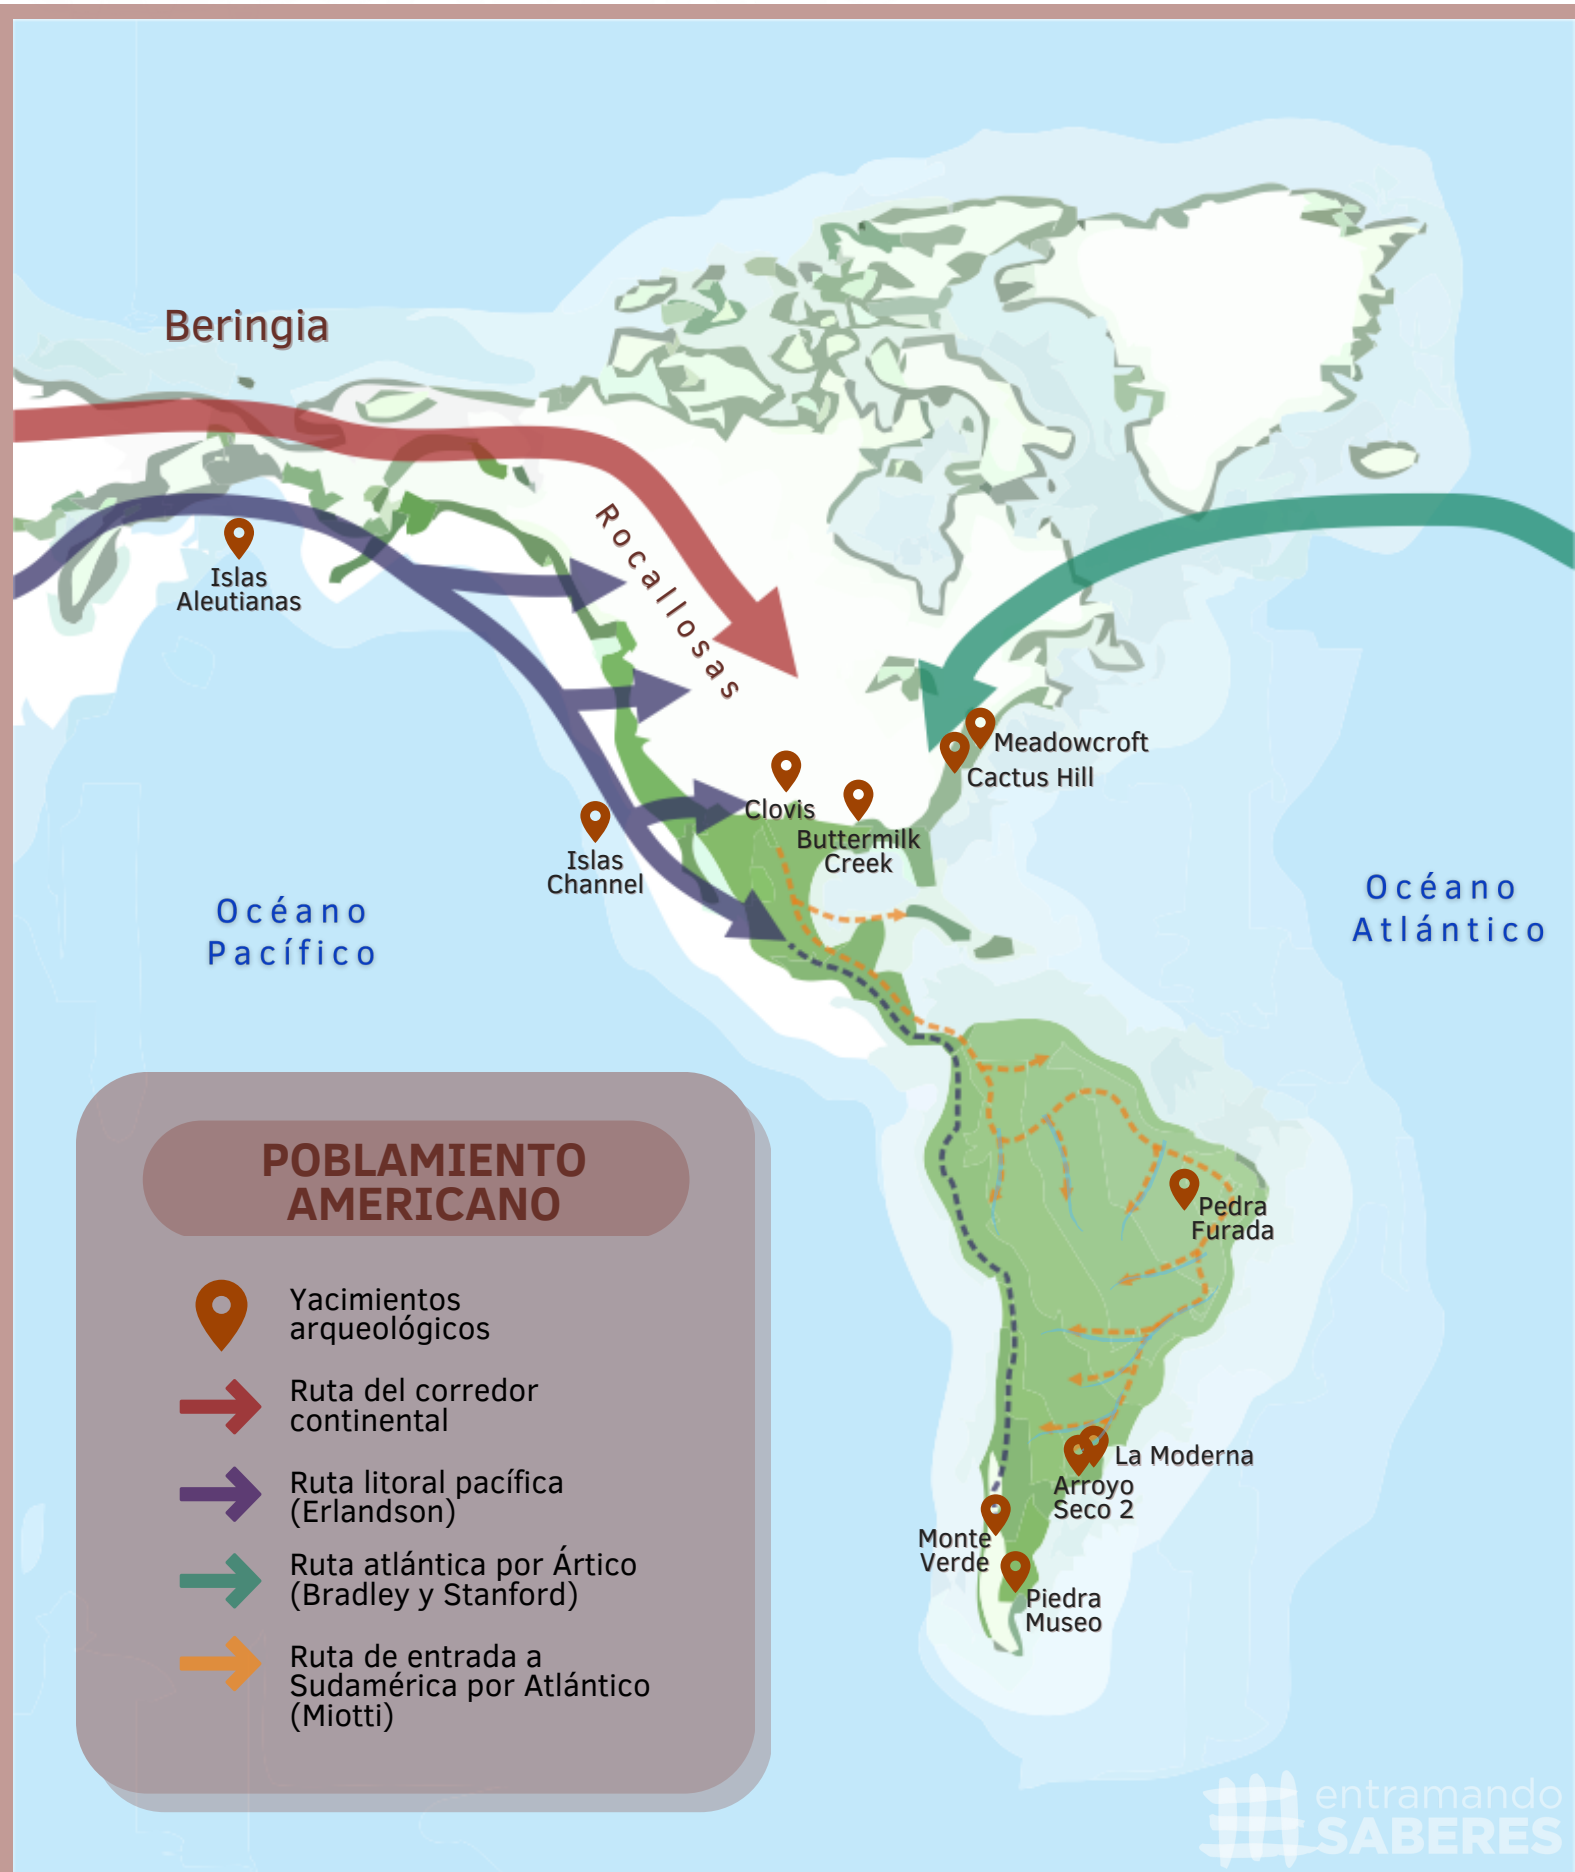 Beringia
Rocallosas
Islas
Aleutianas
Meadowcroft
Cactus Hill
Clovis
Buttermilk
Creek
Islas
Channel
Océano
Pacífico
Océano
Atlántico
POBLAMIENTO
AMERICANO
Yacimientos
arqueológicos
Ruta del corredor
continental
Ruta litoral pacífica
(Erlandson)
Ruta atlántica por Ártico
(Bradley y Stanford)
Ruta de entrada a
Sudamérica por Atlántico
(Miotti)
Pedra
Furada
La Moderna
Arroyo
Seco 2
Monte
Verde
Piedra
Museo
entramando
SABERES